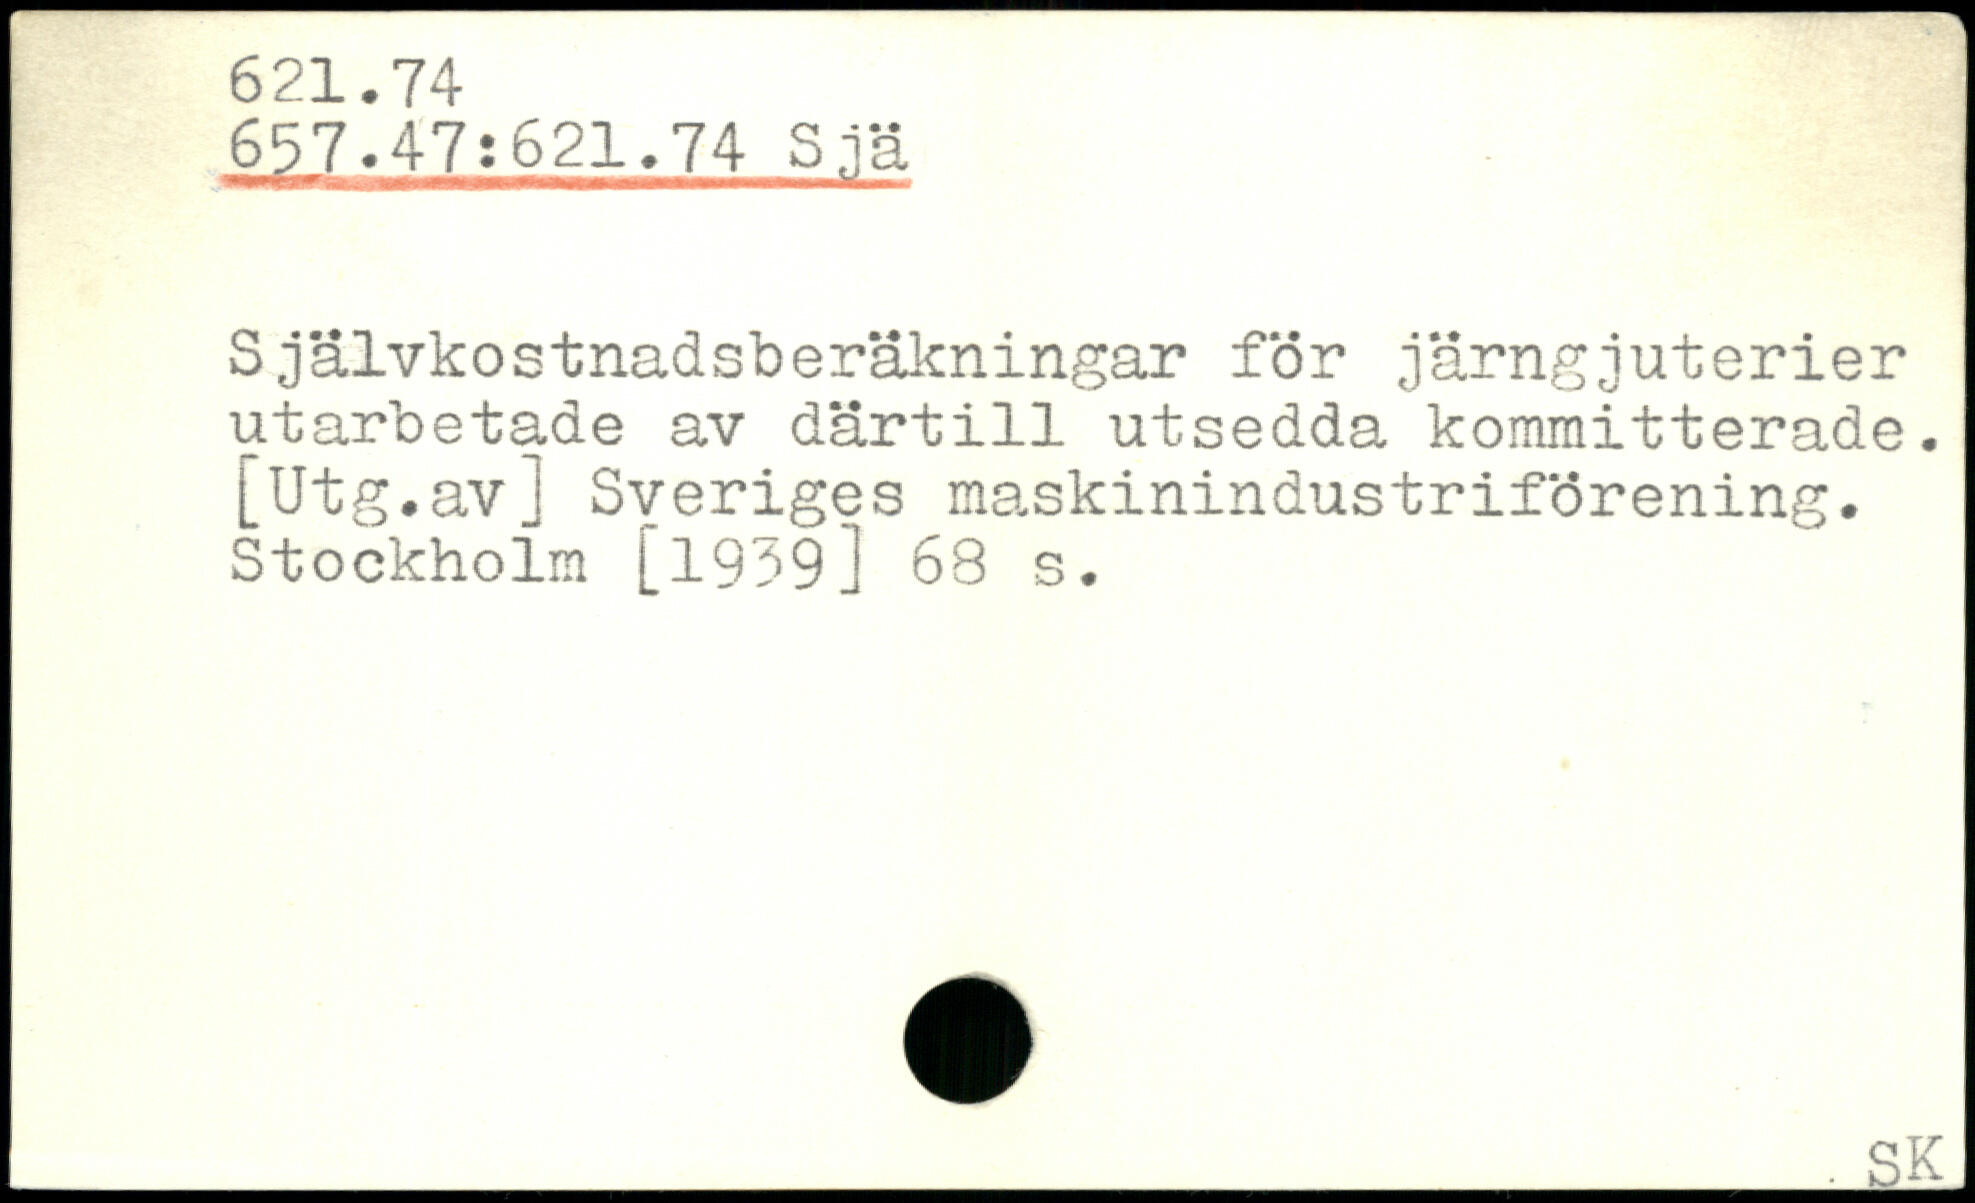 621.74
657.47:621.74 Sjä
Självkostnadsberäkningar för järngjuterier
utarbetade av därtill utsedda kommitterade.
[Utg.av] Sveriges maskinindustriförening.
Stockholm [1939] 68 s.
SK